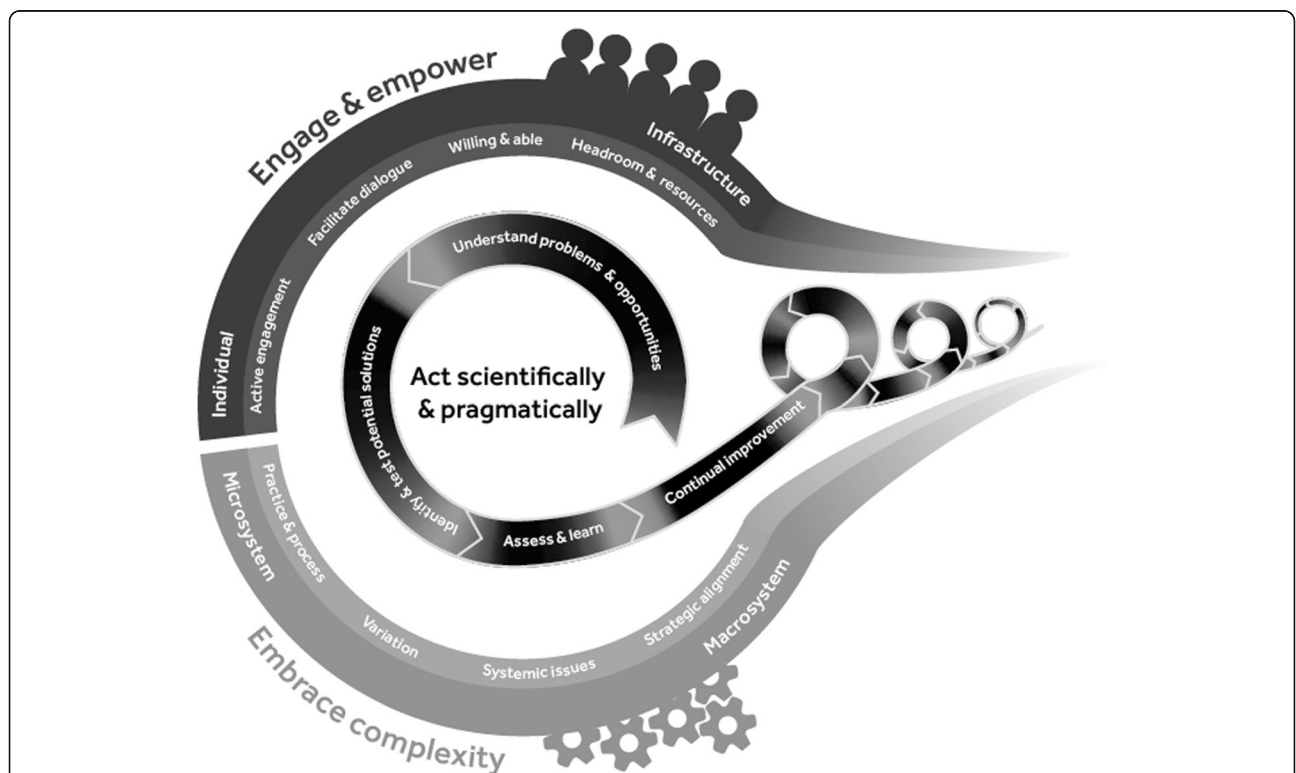 Engage & empower
Individual
Infrastructure
Active engagement
Facilitate dialogue
Willing & able
Headroom & resources
Understand problems & opportunities
Identify & test potential solutions
Act scientifically
& pragmatically
Assess & learn
Continual improvement
Practice & process
Variation
Systemic issues
Strategic alignment
Microsystem
Macrosystem
Embrace complexity